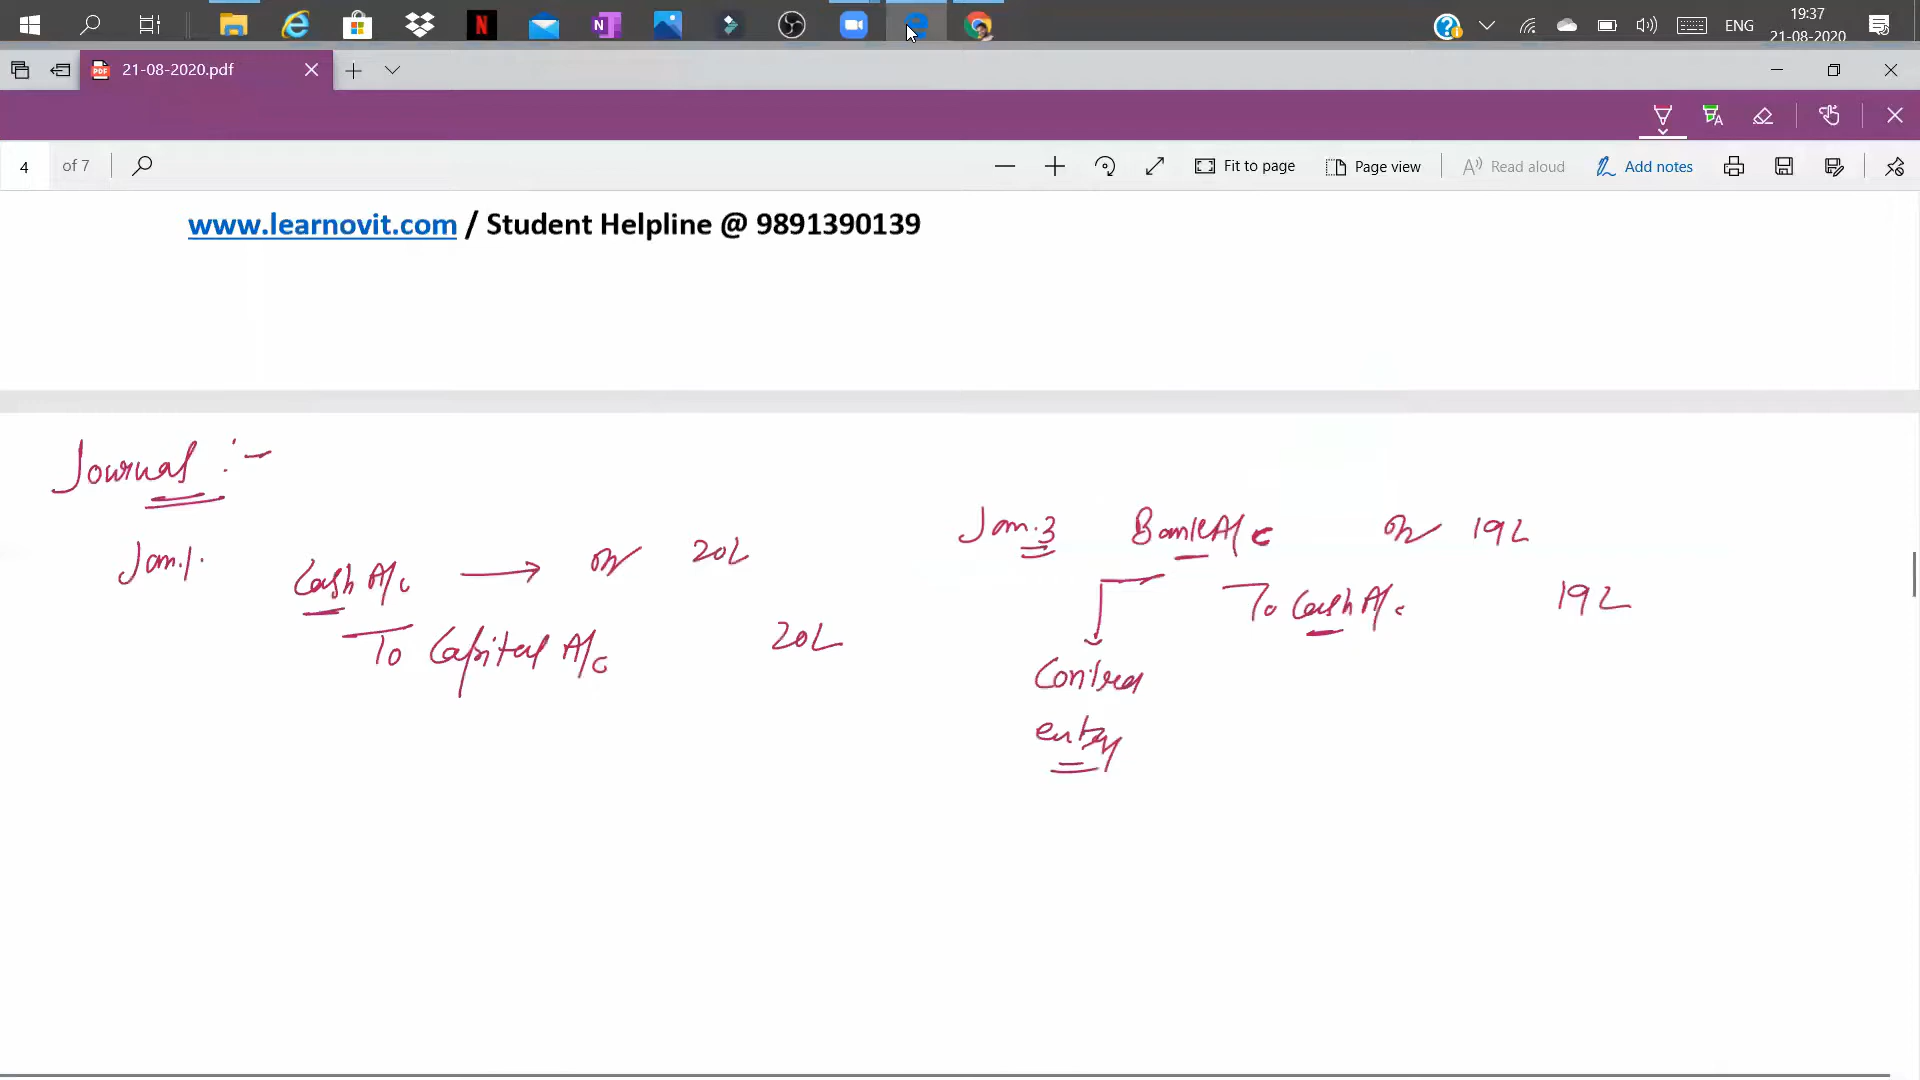 19:37
ENG
21-08-2020
21-08-2020.pdf
4 of 7
Fit to page
Page view
Read aloud
Add notes
www.learnovit.com / Student Helpline @ 9891390139
Journal :-
Jan.1. Cash A/c → Dr 20L
To Capital A/c 20L
Jan.3 Bank A/c Dr 19L
To Cash A/c 19L
Contra
entry